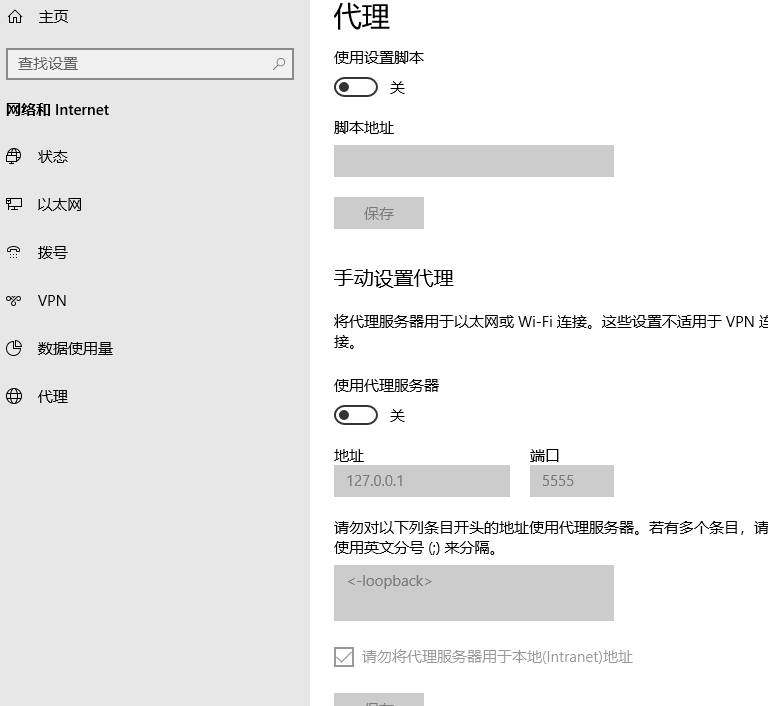 主页
查找设置
网络和 Internet
状态
以太网
拨号
VPN
数据使用量
代理
代理
使用设置脚本
关
脚本地址
保存
手动设置代理
将代理服务器用于以太网或 Wi-Fi 连接。这些设置不适用于 VPN 连
接。
使用代理服务器
关
地址 端口
127.0.0.1 5555
请勿对以下列条目开头的地址使用代理服务器。若有多个条目，请
使用英文分号 (;) 来分隔。
<-loopback>
请勿将代理服务器用于本地(Intranet)地址